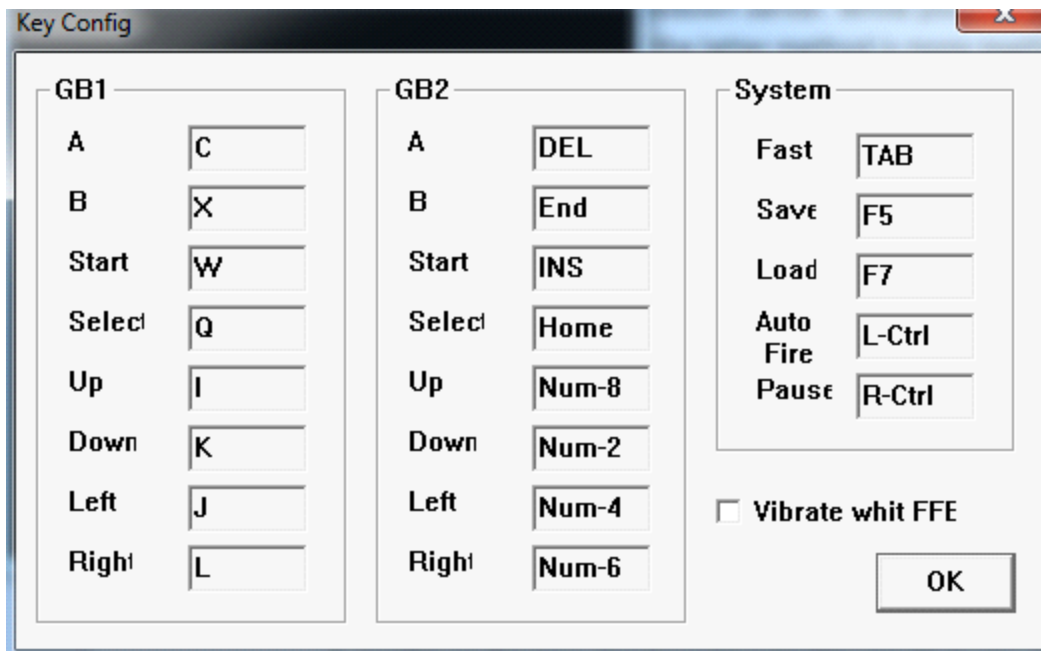 Key Config
GB1
A C
B X
Start W
Select Q
Up I
Down K
Left J
Right L
GB2
A DEL
B End
Start INS
Select Home
Up Num-8
Down Num-2
Left Num-4
Right Num-6
System
Fast TAB
Save F5
Load F7
Auto Fire L-Ctrl
Pause R-Ctrl
Vibrate whit FFE
OK